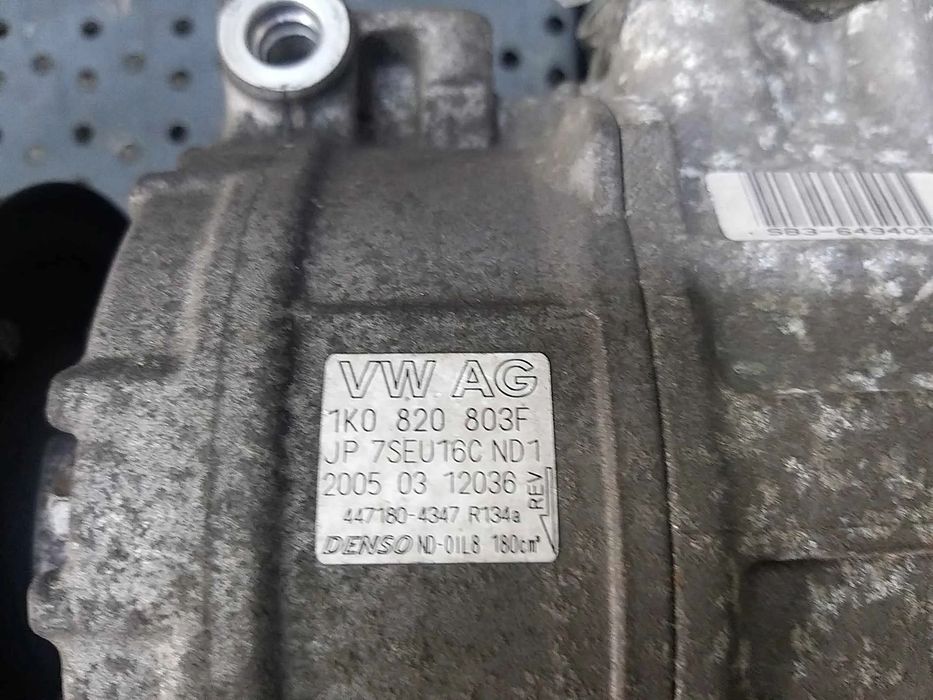 SB3-649409
VW AG
1K0 820 803F
JP 7SEU16C ND1
2005 03 12036
REV
447180-4347 R134a
DENSO ND-OIL8 180cm³